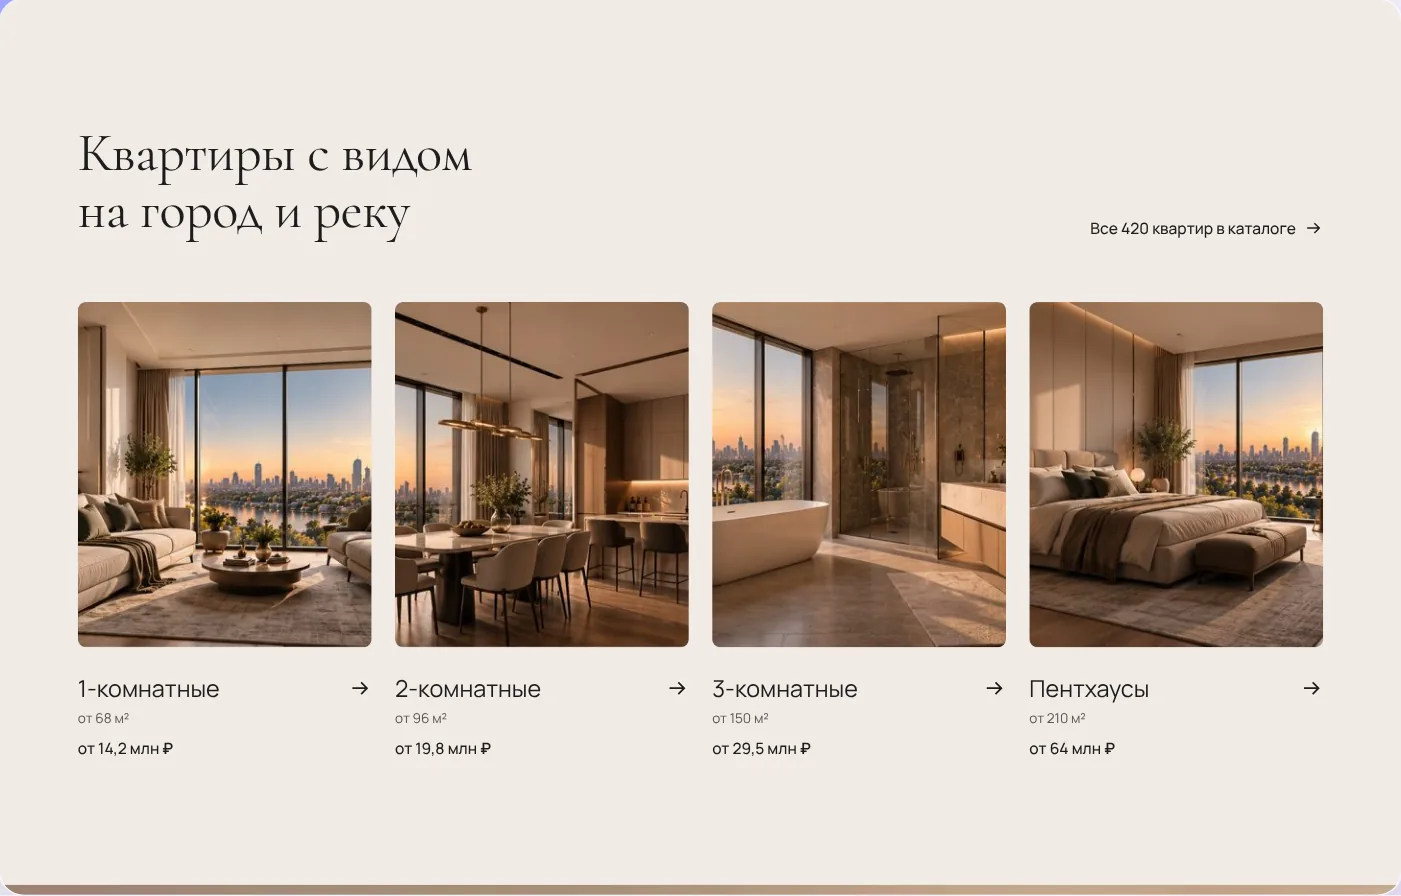 Квартиры с видом
на город и реку
Все 420 квартир в каталоге →
1-комнатные →
от 68 м²
от 14,2 млн ₽
2-комнатные →
от 96 м²
от 19,8 млн ₽
3-комнатные →
от 150 м²
от 29,5 млн ₽
Пентхаусы →
от 210 м²
от 64 млн ₽